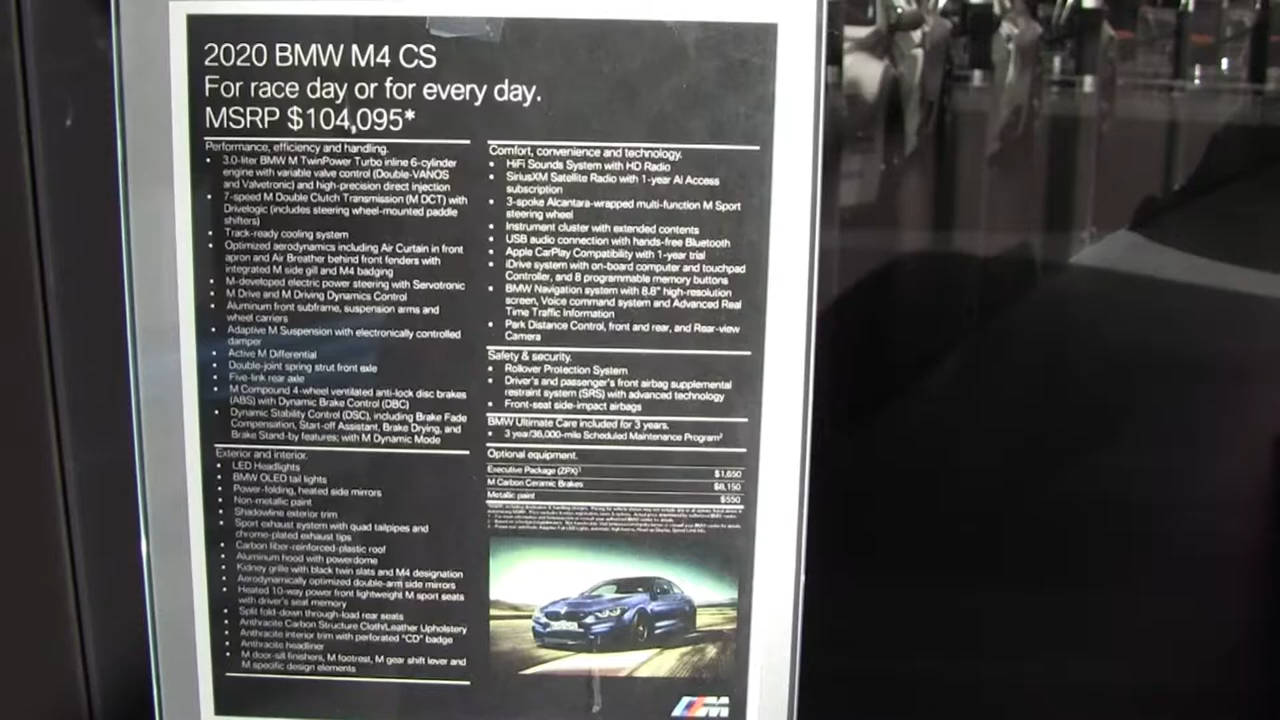 2020 BMW M4 CS
For race day or for every day.
MSRP $104,095*
Performance, efficiency and handling.
• 3.0-liter BMW M TwinPower Turbo inline 6-cylinder
engine with variable valve control (Double-VANOS
and Valvetronic) and high-precision direct injection
• 7-speed M Double Clutch Transmission (M DCT) with
Drivelogic (includes steering wheel-mounted paddle
shifters)
• Track-ready cooling system
• Optimized aerodynamics including Air Curtain in front
apron and Air Breather behind front fenders with
integrated M side gill and M4 badging
• M-developed electric power steering with Servotronic
• M Drive and M Driving Dynamics Control
• Aluminum front subframe, suspension arms and
wheel carriers
• Adaptive M Suspension with electronically controlled
damper
• Active M Differential
• Double-joint spring strut front axle
• Five-link rear axle
• M Compound 4-wheel ventilated anti-lock disc brakes
(ABS) with Dynamic Brake Control (DBC)
• Dynamic Stability Control (DSC), including Brake Fade
Compensation, Start-off Assistant, Brake Drying, and
Brake Stand-by features; with M Dynamic Mode
Exterior and interior.
• LED Headlights
• BMW OLED tail lights
• Power-folding, heated side mirrors
• Non-metallic paint
• Shadowline exterior trim
• Sport exhaust system with quad tailpipes and
chrome-plated exhaust tips
• Carbon fiber-reinforced-plastic roof
• Aluminum hood with powerdome
• Kidney grille with black twin slats and M4 designation
• Aerodynamically optimized double-arm side mirrors
• Heated 10-way power front lightweight M sport seats
with driver's seat memory
• Split fold-down through-load rear seats
• Anthracite Carbon Structure Cloth/Leather Upholstery
• Anthracite interior trim with perforated "CD" badge
• Anthracite headliner
• M door-sill finishers, M footrest, M gear shift lever and
M specific design elements
Comfort, convenience and technology.
• HiFi Sounds System with HD Radio
• SiriusXM Satellite Radio with 1-year Al Access
subscription
• 3-spoke Alcantara-wrapped multi-function M Sport
steering wheel
• Instrument cluster with extended contents
• USB audio connection with hands-free Bluetooth
• Apple CarPlay Compatibility with 1-year trial
• iDrive system with on-board computer and touchpad
Controller, and 8 programmable memory buttons
• BMW Navigation system with 8.8" high-resolution
screen, Voice command system and Advanced Real
Time Traffic Information
• Park Distance Control, front and rear, and Rear-view
Camera
Safety & security.
• Rollover Protection System
• Driver's and passenger's front airbag supplemental
restraint system (SRS) with advanced technology
• Front-seat side-impact airbags
BMW Ultimate Care included for 3 years.
• 3 year/36,000-mile Scheduled Maintenance Program²
Optional equipment.
Executive Package (ZPX)¹ $1,650
M Carbon Ceramic Brakes $8,150
Metallic paint $550
M